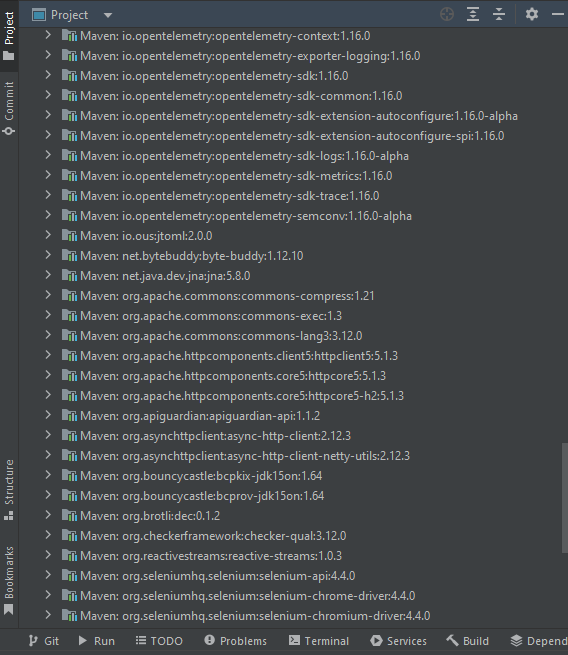 Project
Commit
Structure
Bookmarks
Project
Maven: io.opentelemetry:opentelemetry-context:1.16.0
Maven: io.opentelemetry:opentelemetry-exporter-logging:1.16.0
Maven: io.opentelemetry:opentelemetry-sdk:1.16.0
Maven: io.opentelemetry:opentelemetry-sdk-common:1.16.0
Maven: io.opentelemetry:opentelemetry-sdk-extension-autoconfigure:1.16.0-alpha
Maven: io.opentelemetry:opentelemetry-sdk-extension-autoconfigure-spi:1.16.0
Maven: io.opentelemetry:opentelemetry-sdk-logs:1.16.0-alpha
Maven: io.opentelemetry:opentelemetry-sdk-metrics:1.16.0
Maven: io.opentelemetry:opentelemetry-sdk-trace:1.16.0
Maven: io.opentelemetry:opentelemetry-semconv:1.16.0-alpha
Maven: io.ous:jtoml:2.0.0
Maven: net.bytebuddy:byte-buddy:1.12.10
Maven: net.java.dev.jna:jna:5.8.0
Maven: org.apache.commons:commons-compress:1.21
Maven: org.apache.commons:commons-exec:1.3
Maven: org.apache.commons:commons-lang3:3.12.0
Maven: org.apache.httpcomponents.client5:httpclient5:5.1.3
Maven: org.apache.httpcomponents.core5:httpcore5:5.1.3
Maven: org.apache.httpcomponents.core5:httpcore5-h2:5.1.3
Maven: org.apiguardian:apiguardian-api:1.1.2
Maven: org.asynchttpclient:async-http-client:2.12.3
Maven: org.asynchttpclient:async-http-client-netty-utils:2.12.3
Maven: org.bouncycastle:bcpkix-jdk15on:1.64
Maven: org.bouncycastle:bcprov-jdk15on:1.64
Maven: org.brotli:dec:0.1.2
Maven: org.checkerframework:checker-qual:3.12.0
Maven: org.reactivestreams:reactive-streams:1.0.3
Maven: org.seleniumhq.selenium:selenium-api:4.4.0
Maven: org.seleniumhq.selenium:selenium-chrome-driver:4.4.0
Maven: org.seleniumhq.selenium:selenium-chromium-driver:4.4.0
Git Run TODO Problems Terminal Services Build Depend